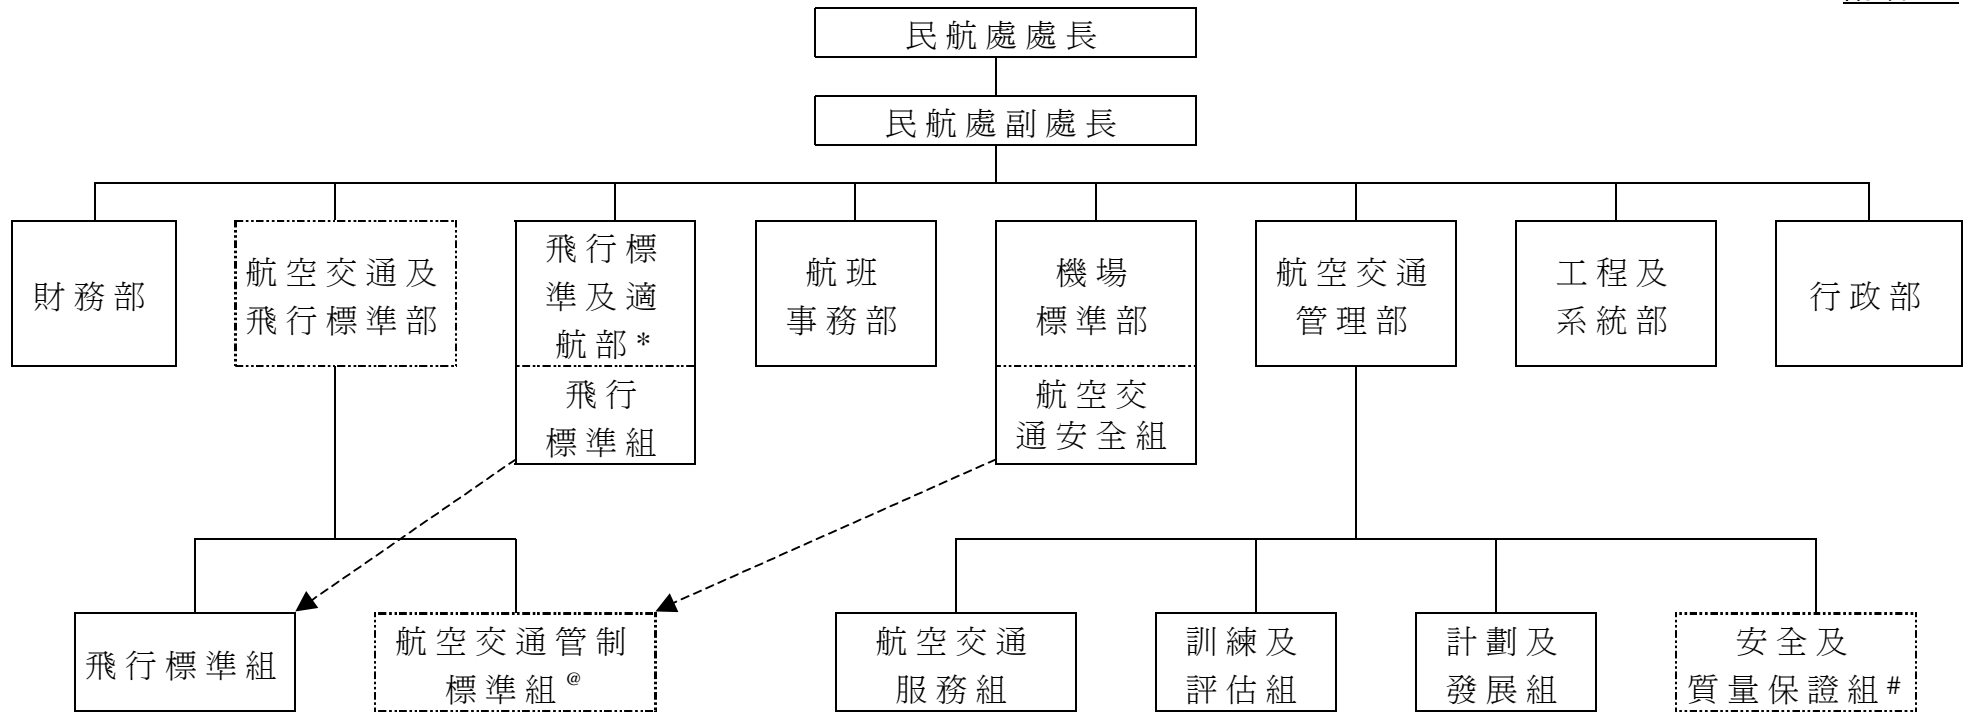 民航處處長
民航處副處長
財務部
航空交通及
飛行標準部
飛行標
準及適
航部*
飛行
標準組
航班
事務部
機場
標準部
航空交
通安全組
航空交通
管理部
工程及
系統部
行政部
飛行標準組
航空交通管制
標準組@
航空交通
服務組
訓練及
評估組
計劃及
發展組
安全及
質量保證組#